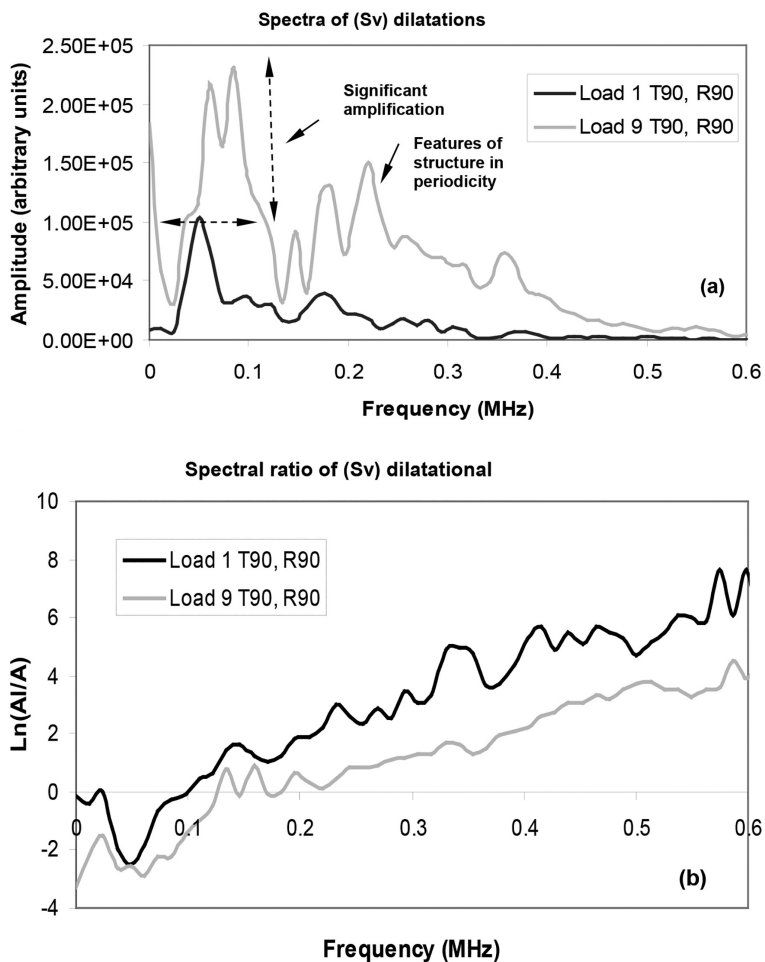 Spectra of (Sv) dilatations
2.50E+05
2.00E+05
1.50E+05
1.00E+05
5.00E+04
0.00E+00
Amplitude (arbitrary units)
Significant
amplification
Features of
structure in
periodicity
Load 1 T90, R90
Load 9 T90, R90
(a)
0 0.1 0.2 0.3 0.4 0.5 0.6
Frequency (MHz)
Spectral ratio of (Sv) dilatational
10
8
6
4
2
0
-2
-4
Ln(Al/A)
Load 1 T90, R90
Load 9 T90, R90
0 0.1 0.2 0.3 0.4 0.5 0.6
(b)
Frequency (MHz)